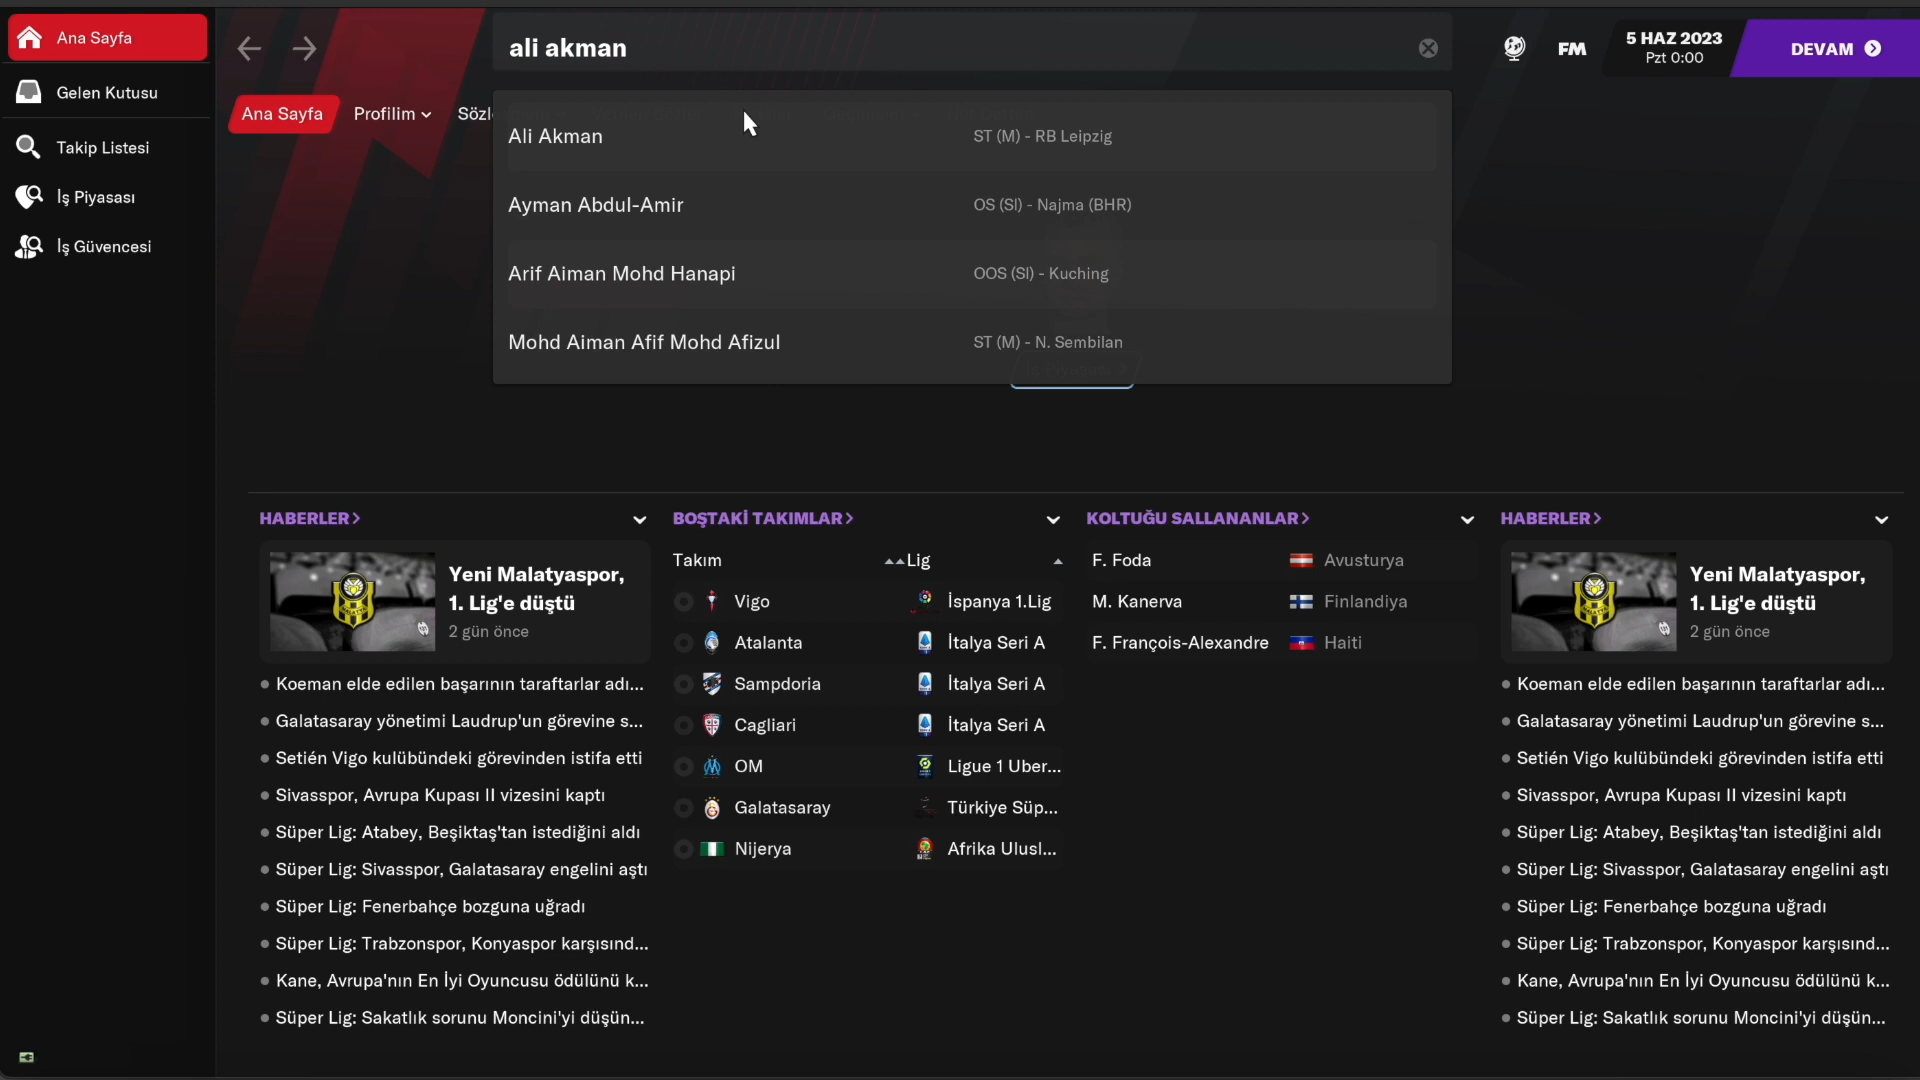 Ana Sayfa
Gelen Kutusu
Takip Listesi
İş Piyasası
İş Güvencesi
ali akman
FM
5 HAZ 2023
Pzt 0:00
DEVAM
Ana Sayfa
Profilim
Ali Akman ST (M) - RB Leipzig
Ayman Abdul-Amir OS (Sl) - Najma (BHR)
Arif Aiman Mohd Hanapi OOS (Sl) - Kuching
Mohd Aiman Afif Mohd Afizul ST (M) - N. Sembilan
HABERLER
Yeni Malatyaspor,
1. Lig'e düştü
2 gün önce
Koeman elde edilen başarının taraftarlar adı...
Galatasaray yönetimi Laudrup'un görevine s...
Setién Vigo kulübündeki görevinden istifa etti
Sivasspor, Avrupa Kupası II vizesini kaptı
Süper Lig: Atabey, Beşiktaş'tan istediğini aldı
Süper Lig: Sivasspor, Galatasaray engelini aştı
Süper Lig: Fenerbahçe bozguna uğradı
Süper Lig: Trabzonspor, Konyaspor karşısınd...
Kane, Avrupa'nın En İyi Oyuncusu ödülünü k...
Süper Lig: Sakatlık sorunu Moncini'yi düşün...
BOŞTAKİ TAKIMLAR
Takım Lig
Vigo İspanya 1.Lig
Atalanta İtalya Seri A
Sampdoria İtalya Seri A
Cagliari İtalya Seri A
OM Ligue 1 Uber...
Galatasaray Türkiye Süp...
Nijerya Afrika Ulusl...
KOLTUĞU SALLANANLAR
F. Foda Avusturya
M. Kanerva Finlandiya
F. François-Alexandre Haiti
HABERLER
Yeni Malatyaspor,
1. Lig'e düştü
2 gün önce
Koeman elde edilen başarının taraftarlar adı...
Galatasaray yönetimi Laudrup'un görevine s...
Setién Vigo kulübündeki görevinden istifa etti
Sivasspor, Avrupa Kupası II vizesini kaptı
Süper Lig: Atabey, Beşiktaş'tan istediğini aldı
Süper Lig: Sivasspor, Galatasaray engelini aştı
Süper Lig: Fenerbahçe bozguna uğradı
Süper Lig: Trabzonspor, Konyaspor karşısınd...
Kane, Avrupa'nın En İyi Oyuncusu ödülünü k...
Süper Lig: Sakatlık sorunu Moncini'yi düşün...